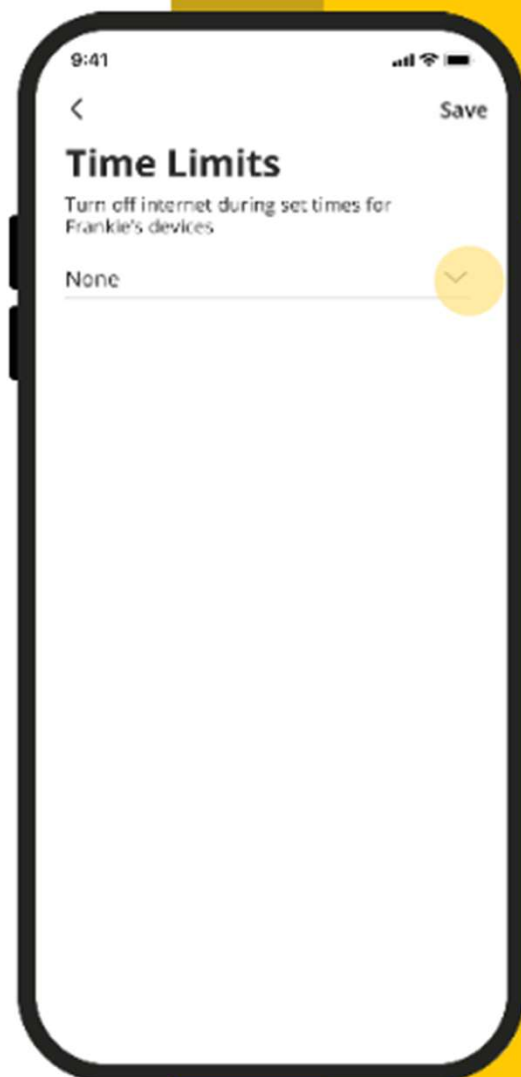 9:41
Save
Time Limits
Turn off internet during set times for
Frankie's devices
None